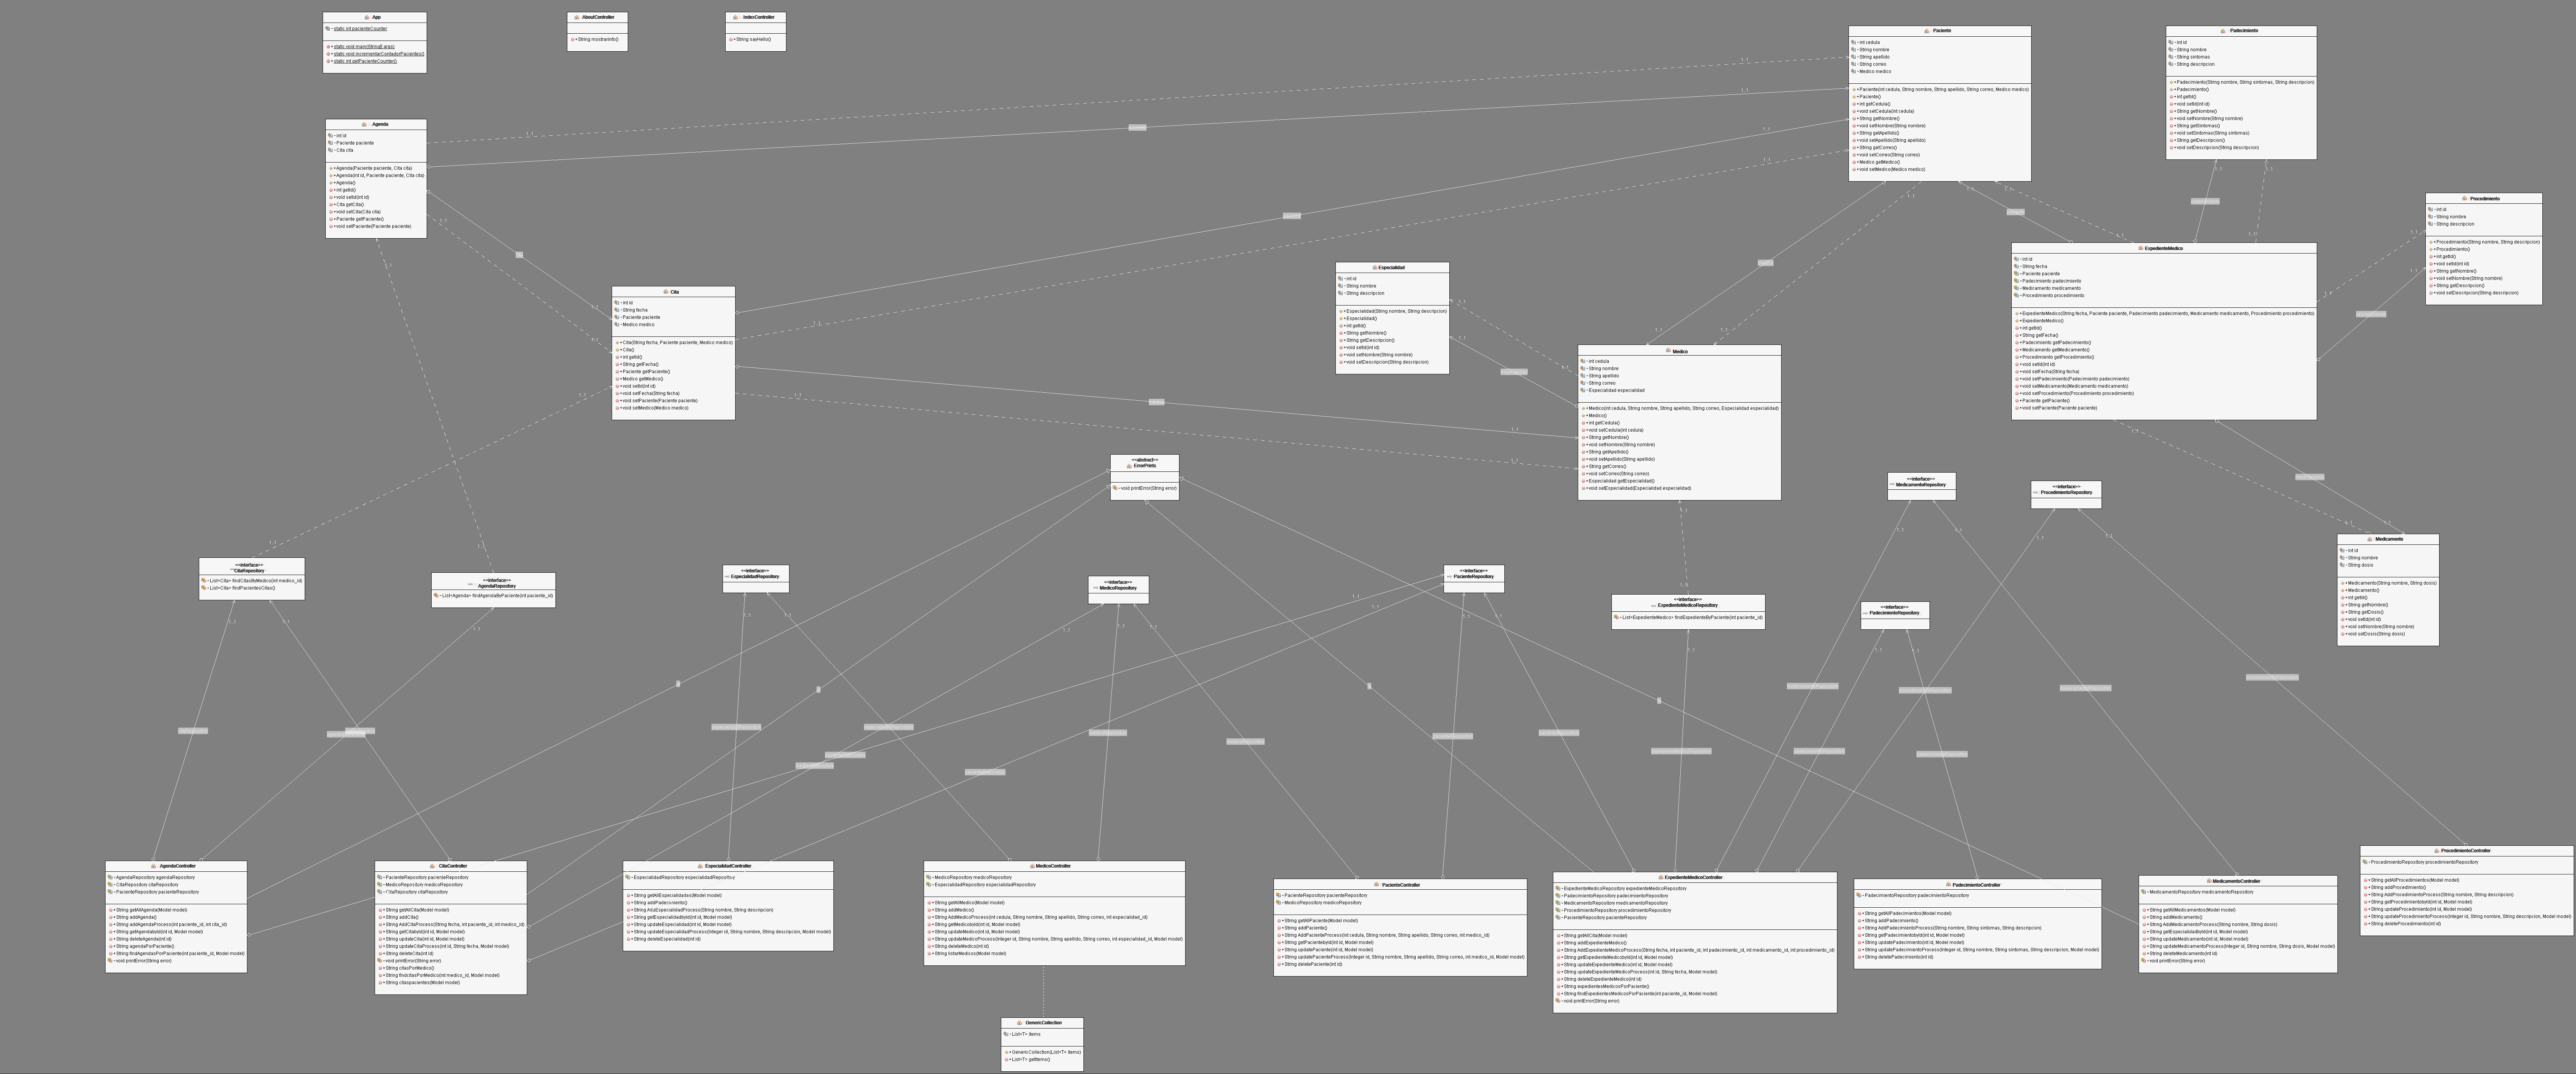 App
- static int pacienteCounter
+ static void main(String[] args)
+ static void incrementarContadorPacientes()
+ static int getPacienteCounter()
AboutController
+ String mostrarinfo()
IndexController
+ String sayHello()
Paciente
- int cedula
- String nombre
- String apellido
- String correo
- Medico medico
+ Paciente(int cedula, String nombre, String apellido, String correo, Medico medico)
+ Paciente()
+ int getCedula()
+ void setCedula(int cedula)
+ String getNombre()
+ void setNombre(String nombre)
+ String getApellido()
+ void setApellido(String apellido)
+ String getCorreo()
+ void setCorreo(String correo)
+ Medico getMedico()
+ void setMedico(Medico medico)
Padecimiento
- int id
- String nombre
- String sintomas
- String descripcion
+ Padecimiento(String nombre, String sintomas, String descripcion)
+ Padecimiento()
+ int getId()
+ void setId(int id)
+ String getNombre()
+ void setNombre(String nombre)
+ String getSintomas()
+ void setSintomas(String sintomas)
+ String getDescripcion()
+ void setDescripcion(String descripcion)
Agenda
- int id
- Paciente paciente
- Cita cita
+ Agenda(Paciente paciente, Cita cita)
+ Agenda(int id, Paciente paciente, Cita cita)
+ Agenda()
+ int getId()
+ void setId(int id)
+ Cita getCita()
+ void setCita(Cita cita)
+ Paciente getPaciente()
+ void setPaciente(Paciente paciente)
Procedimiento
- int id
- String nombre
- String descripcion
+ Procedimiento(String nombre, String descripcion)
+ Procedimiento()
+ int getId()
+ void setId(int id)
+ String getNombre()
+ void setNombre(String nombre)
+ String getDescripcion()
+ void setDescripcion(String descripcion)
ExpedienteMedico
- int id
- String fecha
- Paciente paciente
- Padecimiento padecimiento
- Medicamento medicamento
- Procedimiento procedimiento
+ ExpedienteMedico(String fecha, Paciente paciente, Padecimiento padecimiento, Medicamento medicamento, Procedimiento procedimiento)
+ ExpedienteMedico()
+ int getId()
+ String getFecha()
+ Padecimiento getPadecimiento()
+ Medicamento getMedicamento()
+ Procedimiento getProcedimiento()
+ void setId(int id)
+ void setFecha(String fecha)
+ void setPadecimiento(Padecimiento padecimiento)
+ void setMedicamento(Medicamento medicamento)
+ void setProcedimiento(Procedimiento procedimiento)
+ Paciente getPaciente()
+ void setPaciente(Paciente paciente)
Especialidad
- int id
- String nombre
- String descripcion
+ Especialidad(String nombre, String descripcion)
+ Especialidad()
+ int getId()
+ String getNombre()
+ String getDescripcion()
+ void setId(int id)
+ void setNombre(String nombre)
+ void setDescripcion(String descripcion)
Cita
- int id
- String fecha
- Paciente paciente
- Medico medico
+ Cita(String fecha, Paciente paciente, Medico medico)
+ Cita()
+ int getId()
+ String getFecha()
+ Paciente getPaciente()
+ Medico getMedico()
+ void setId(int id)
+ void setFecha(String fecha)
+ void setPaciente(Paciente paciente)
+ void setMedico(Medico medico)
Medico
- int cedula
- String nombre
- String apellido
- String correo
- Especialidad especialidad
+ Medico(int cedula, String nombre, String apellido, String correo, Especialidad especialidad)
+ Medico()
+ int getCedula()
+ void setCedula(int cedula)
+ String getNombre()
+ void setNombre(String nombre)
+ String getApellido()
+ void setApellido(String apellido)
+ String getCorreo()
+ void setCorreo(String correo)
+ Especialidad getEspecialidad()
+ void setEspecialidad(Especialidad especialidad)
<<abstract>>
ErrorPrints
~ void printError(String error)
<<interface>>
MedicamentoRepository
<<interface>>
ProcedimientoRepository
Medicamento
- int id
- String nombre
- String dosis
+ Medicamento(String nombre, String dosis)
+ Medicamento()
+ int getId()
+ String getNombre()
+ String getDosis()
+ void setId(int id)
+ void setNombre(String nombre)
+ void setDosis(String dosis)
<<interface>>
CitaRepository
~ List<Cita> findCitasByMedico(int medico_id)
~ List<Cita> findPacientesCitas()
<<interface>>
AgendaRepository
~ List<Agenda> findAgendaByPaciente(int paciente_id)
<<interface>>
EspecialidadRepository
<<interface>>
MedicoRepository
<<interface>>
PacienteRepository
<<interface>>
ExpedienteMedicoRepository
~ List<ExpedienteMedico> findExpedienteByPaciente(int paciente_id)
<<interface>>
PadecimientoRepository
AgendaController
- AgendaRepository agendaRepository
- CitaRepository citaRepository
- PacienteRepository pacienteRepository
+ String getAllAgenda(Model model)
+ String addAgenda()
+ String addAgendaProcess(int paciente_id, int cita_id)
+ String getAgendabyId(int id, Model model)
+ String deleteAgenda(int id)
+ String agendaPorPaciente()
+ String findAgendasPorPaciente(int paciente_id, Model model)
~ void printError(String error)
CitaController
- PacienteRepository pacienteRepository
- MedicoRepository medicoRepository
- CitaRepository citaRepository
+ String getAllCita(Model model)
+ String addCita()
+ String AddCitaProcess(String fecha, int paciente_id, int medico_id)
+ String getCitabyId(int id, Model model)
+ String updateCita(int id, Model model)
+ String updateCitaProcess(int id, String fecha, Model model)
+ String deleteCita(int id)
~ void printError(String error)
+ String citasPorMedico()
+ String findcitasPorMedico(int medico_id, Model model)
+ String citaspacientes(Model model)
EspecialidadController
- EspecialidadRepository especialidadRepository
+ String getAllEspecialidades(Model model)
+ String addPadecimiento()
+ String AddEspecialidadProcess(String nombre, String descripcion)
+ String getEspecialidadbyId(int id, Model model)
+ String updateEspecialidad(int id, Model model)
+ String updateEspecialidadProcess(Integer id, String nombre, String descripcion, Model model)
+ String deleteEspecialidad(int id)
MedicoController
- MedicoRepository medicoRepository
- EspecialidadRepository especialidadRepository
+ String getAllMedico(Model model)
+ String addMedico()
+ String AddMedicoProcess(int cedula, String nombre, String apellido, String correo, int especialidad_id)
+ String getMedicobyId(int id, Model model)
+ String updateMedico(int id, Model model)
+ String updateMedicoProcess(Integer id, String nombre, String apellido, String correo, int especialidad_id, Model model)
+ String deleteMedico(int id)
+ String listarMedicos(Model model)
PacienteController
- PacienteRepository pacienteRepository
- MedicoRepository medicoRepository
+ String getAllPaciente(Model model)
+ String addPaciente()
+ String AddPacienteProcess(int cedula, String nombre, String apellido, String correo, int medico_id)
+ String getPacientebyId(int id, Model model)
+ String updatePaciente(int id, Model model)
+ String updatePacienteProcess(Integer id, String nombre, String apellido, String correo, int medico_id, Model model)
+ String deletePaciente(int id)
ExpedienteMedicoController
- ExpedienteMedicoRepository expedienteMedicoRepository
- PadecimientoRepository padecimientoRepository
- MedicamentoRepository medicamentoRepository
- ProcedimientoRepository procedimientoRepository
- PacienteRepository pacienteRepository
+ String getAllCita(Model model)
+ String addExpedienteMedico()
+ String AddExpedienteMedicoProcess(String fecha, int paciente_id, int padecimiento_id, int medicamento_id, int procedimiento_id)
+ String getExpedienteMedicobyId(int id, Model model)
+ String updateExpedienteMedico(int id, Model model)
+ String updateExpedienteMedicoProcess(int id, String fecha, Model model)
+ String deleteExpedienteMedico(int id)
+ String expedientesMedicosPorPaciente()
+ String findExpedientesMedicosPorPaciente(int paciente_id, Model model)
~ void printError(String error)
PadecimientoController
- PadecimientoRepository padecimientoRepository
+ String getAllPadecimientos(Model model)
+ String addPadecimiento()
+ String AddPadecimientoProcess(String nombre, String sintomas, String descripcion)
+ String getPadecimientobyId(int id, Model model)
+ String updatePadecimiento(int id, Model model)
+ String updatePadecimientoProcess(Integer id, String nombre, String sintomas, String descripcion, Model model)
+ String deletePadecimiento(int id)
MedicamentoController
- MedicamentoRepository medicamentoRepository
+ String getAllMedicamentos(Model model)
+ String addMedicamento()
+ String AddMedicamentoProcess(String nombre, String dosis)
+ String getEspecialidadbyId(int id, Model model)
+ String updateMedicamento(int id, Model model)
+ String updateMedicamentoProcess(Integer id, String nombre, String dosis, Model model)
+ String deleteMedicamento(int id)
~ void printError(String error)
ProcedimientoController
- ProcedimientoRepository procedimientoRepository
+ String getAllProcedimientos(Model model)
+ String addProcedimiento()
+ String AddProcedimientoProcess(String nombre, String descripcion)
+ String getProcedimientobyId(int id, Model model)
+ String updateProcedimiento(int id, Model model)
+ String updateProcedimientoProcess(Integer id, String nombre, String descripcion, Model model)
+ String deleteProcedimiento(int id)
GenericCollection
- List<T> items
+ GenericCollection(List<T> items)
+ List<T> getItems()